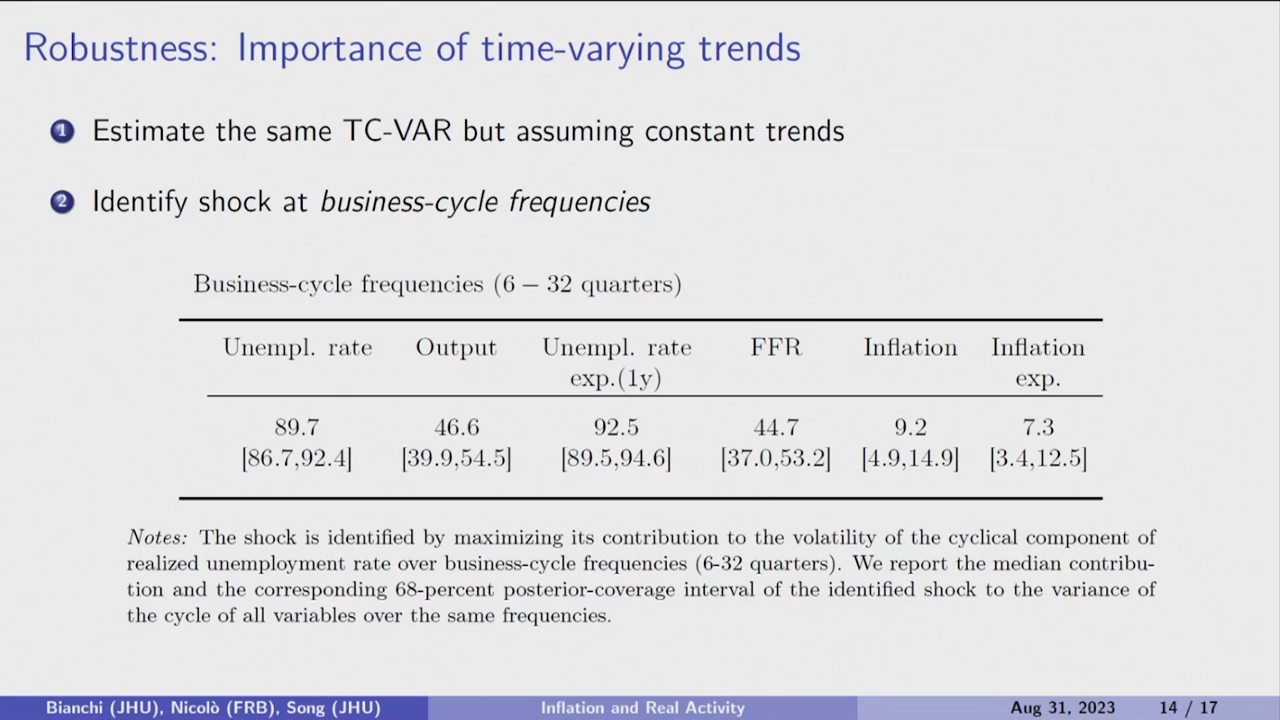 Robustness: Importance of time-varying trends
1 Estimate the same TC-VAR but assuming constant trends
2 Identify shock at business-cycle frequencies
Business-cycle frequencies (6 – 32 quarters)
Unempl. rate Output Unempl. rate FFR Inflation Inflation
exp.(1y) exp.
89.7 46.6 92.5 44.7 9.2 7.3
[86.7,92.4] [39.9,54.5] [89.5,94.6] [37.0,53.2] [4.9,14.9] [3.4,12.5]
Notes: The shock is identified by maximizing its contribution to the volatility of the cyclical component of
realized unemployment rate over business-cycle frequencies (6-32 quarters). We report the median contribu-
tion and the corresponding 68-percent posterior-coverage interval of the identified shock to the variance of
the cycle of all variables over the same frequencies.
Bianchi (JHU), Nicolò (FRB), Song (JHU) Inflation and Real Activity Aug 31, 2023 14 / 17